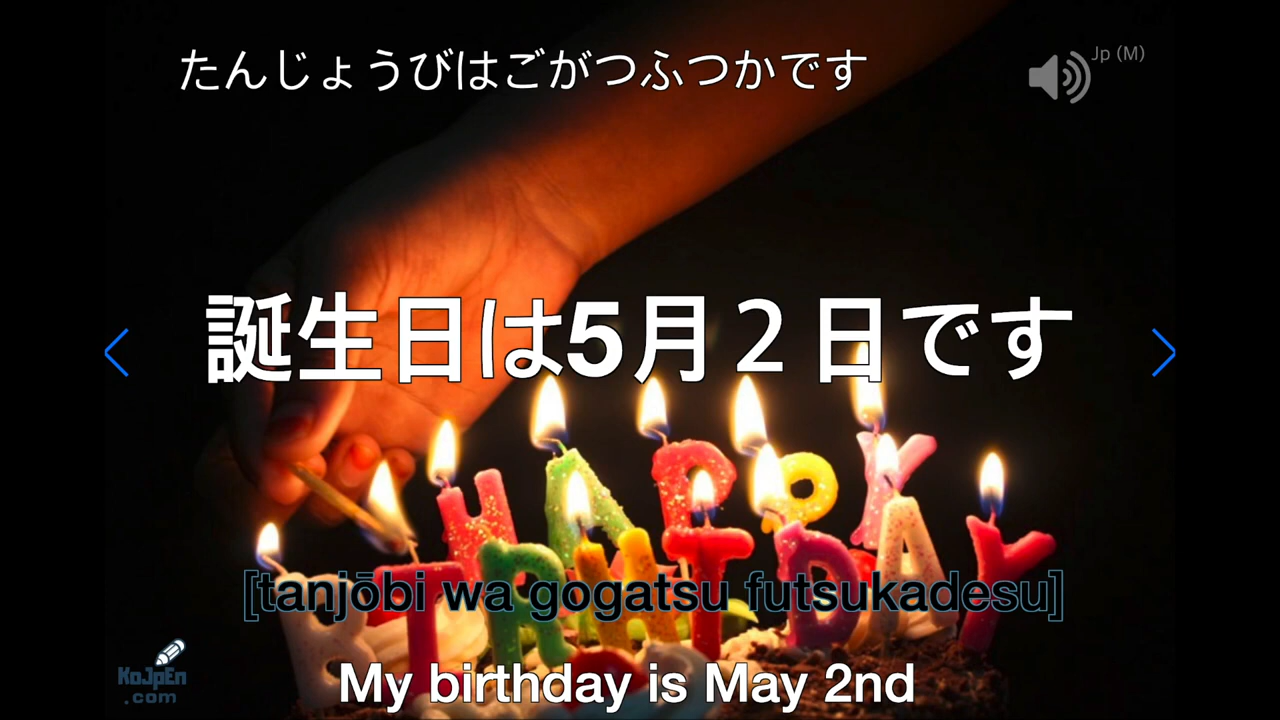 たんじょうびはごがつふつかです
Jp (M)
誕生日は5月２日です
HAPPY
BIRTHDAY
[tanjōbi wa gogatsu futsukadesu]
My birthday is May 2nd
KoJpEn
.com